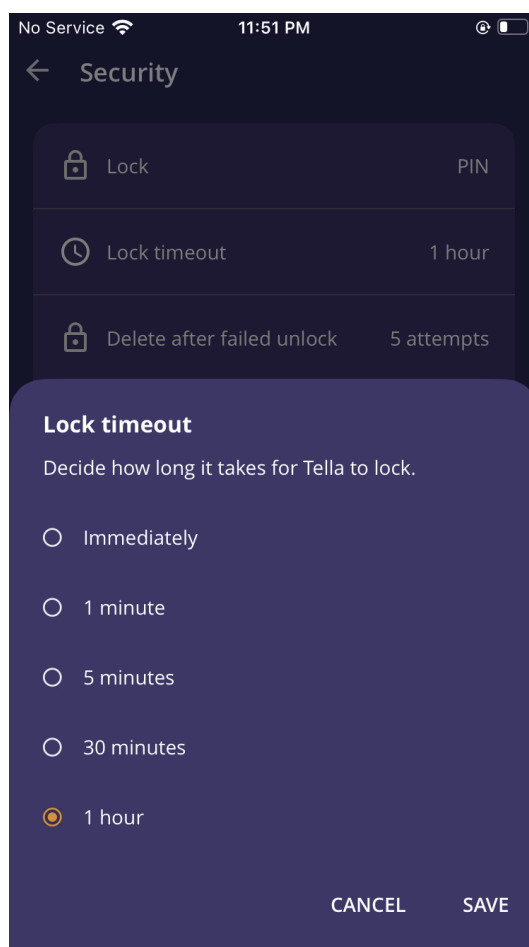 No Service 11:51 PM
Security
Lock PIN
Lock timeout 1 hour
Delete after failed unlock 5 attempts
Lock timeout
Decide how long it takes for Tella to lock.
Immediately
1 minute
5 minutes
30 minutes
1 hour
CANCEL SAVE